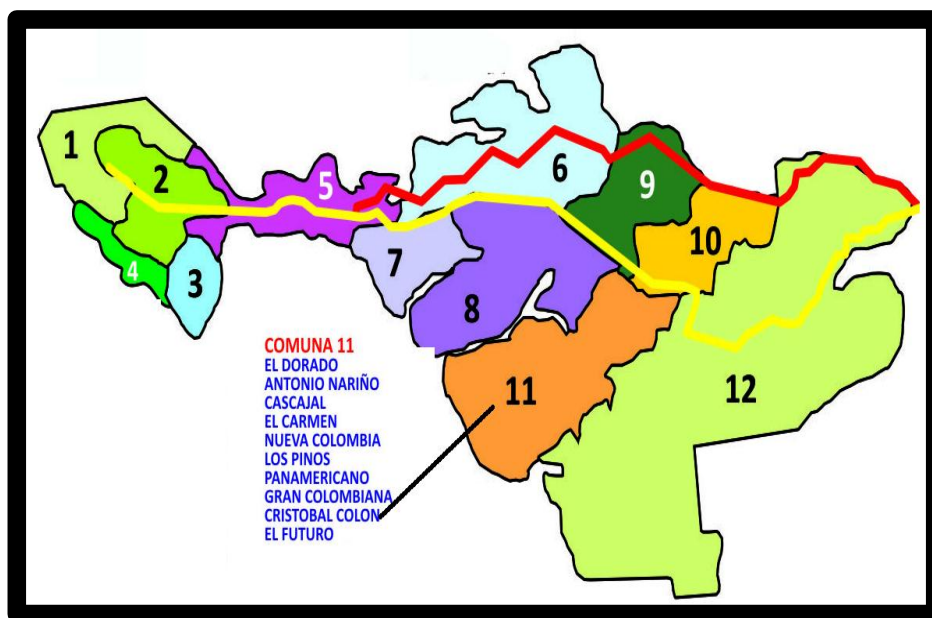 1
2
3
4
5
6
7
8
9
10
11
12
COMUNA 11
EL DORADO
ANTONIO NARIÑO
CASCAJAL
EL CARMEN
NUEVA COLOMBIA
LOS PINOS
PANAMERICANO
GRAN COLOMBIANA
CRISTOBAL COLON
EL FUTURO